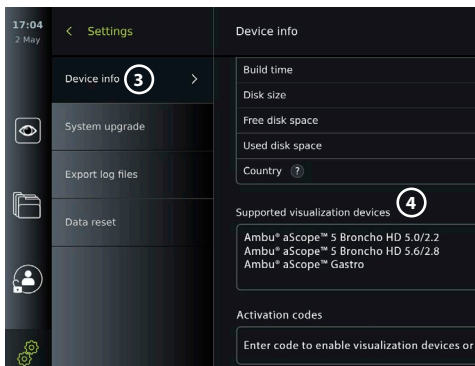 17:04
2 May
Settings
Device info
Device info
3
System upgrade
Export log files
Data reset
Build time
Disk size
Free disk space
Used disk space
Country ?
4
Supported visualization devices
Ambu® aScope™ 5 Broncho HD 5.0/2.2
Ambu® aScope™ 5 Broncho HD 5.6/2.8
Ambu® aScope™ Gastro
Activation codes
Enter code to enable visualization devices or